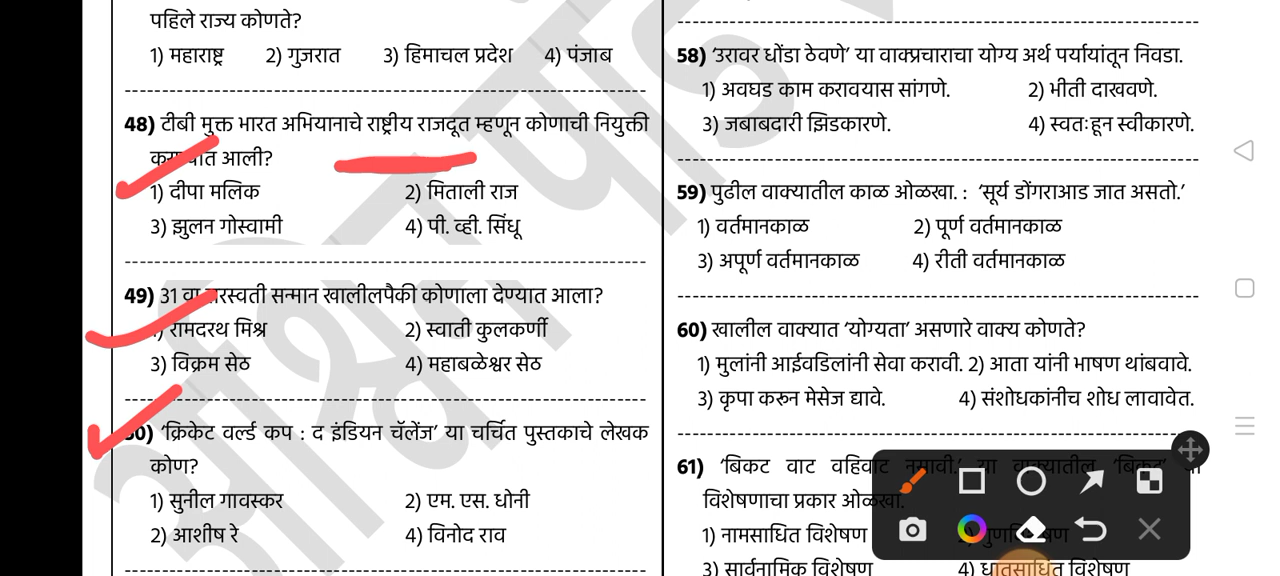 पहिले राज्य कोणते?
1) महाराष्ट्र 2) गुजरात 3) हिमाचल प्रदेश 4) पंजाब
48) टीबी मुक्त भारत अभियानाचे राष्ट्रीय राजदूत म्हणून कोणाची नियुक्ती
करण्यात आली?
1) दीपा मलिक 2) मिताली राज
3) झुलन गोस्वामी 4) पी. व्ही. सिंधू
49) 31 वा सरस्वती सन्मान खालीलपैकी कोणाला देण्यात आला?
1) रामदरथ मिश्र 2) स्वाती कुलकर्णी
3) विक्रम सेठ 4) महाबळेश्वर सेठ
50) 'क्रिकेट वर्ल्ड कप : द इंडियन चॅलेंज' या चर्चित पुस्तकाचे लेखक
कोण?
1) सुनील गावस्कर 2) एम. एस. धोनी
2) आशीष रे 4) विनोद राव
58) 'उरावर धोंडा ठेवणे' या वाक्प्रचाराचा योग्य अर्थ पर्यायांतून निवडा.
1) अवघड काम करावयास सांगणे. 2) भीती दाखवणे.
3) जबाबदारी झिडकारणे. 4) स्वतःहून स्वीकारणे.
59) पुढील वाक्यातील काळ ओळखा. : 'सूर्य डोंगराआड जात असतो.'
1) वर्तमानकाळ 2) पूर्ण वर्तमानकाळ
3) अपूर्ण वर्तमानकाळ 4) रीती वर्तमानकाळ
60) खालील वाक्यात 'योग्यता' असणारे वाक्य कोणते?
1) मुलांनी आईवडिलांनी सेवा करावी. 2) आता यांनी भाषण थांबवावे.
3) कृपा करून मेसेज द्यावे. 4) संशोधकांनीच शोध लावावेत.
61) 'बिकट वाट वहिवाट नसावी.' या वाक्यातील 'बिकट' या
विशेषणाचा प्रकार ओळखा.
1) नामसाधित विशेषण
3) सार्वनामिक विशेषण 4) धातुसाधित विशेषण